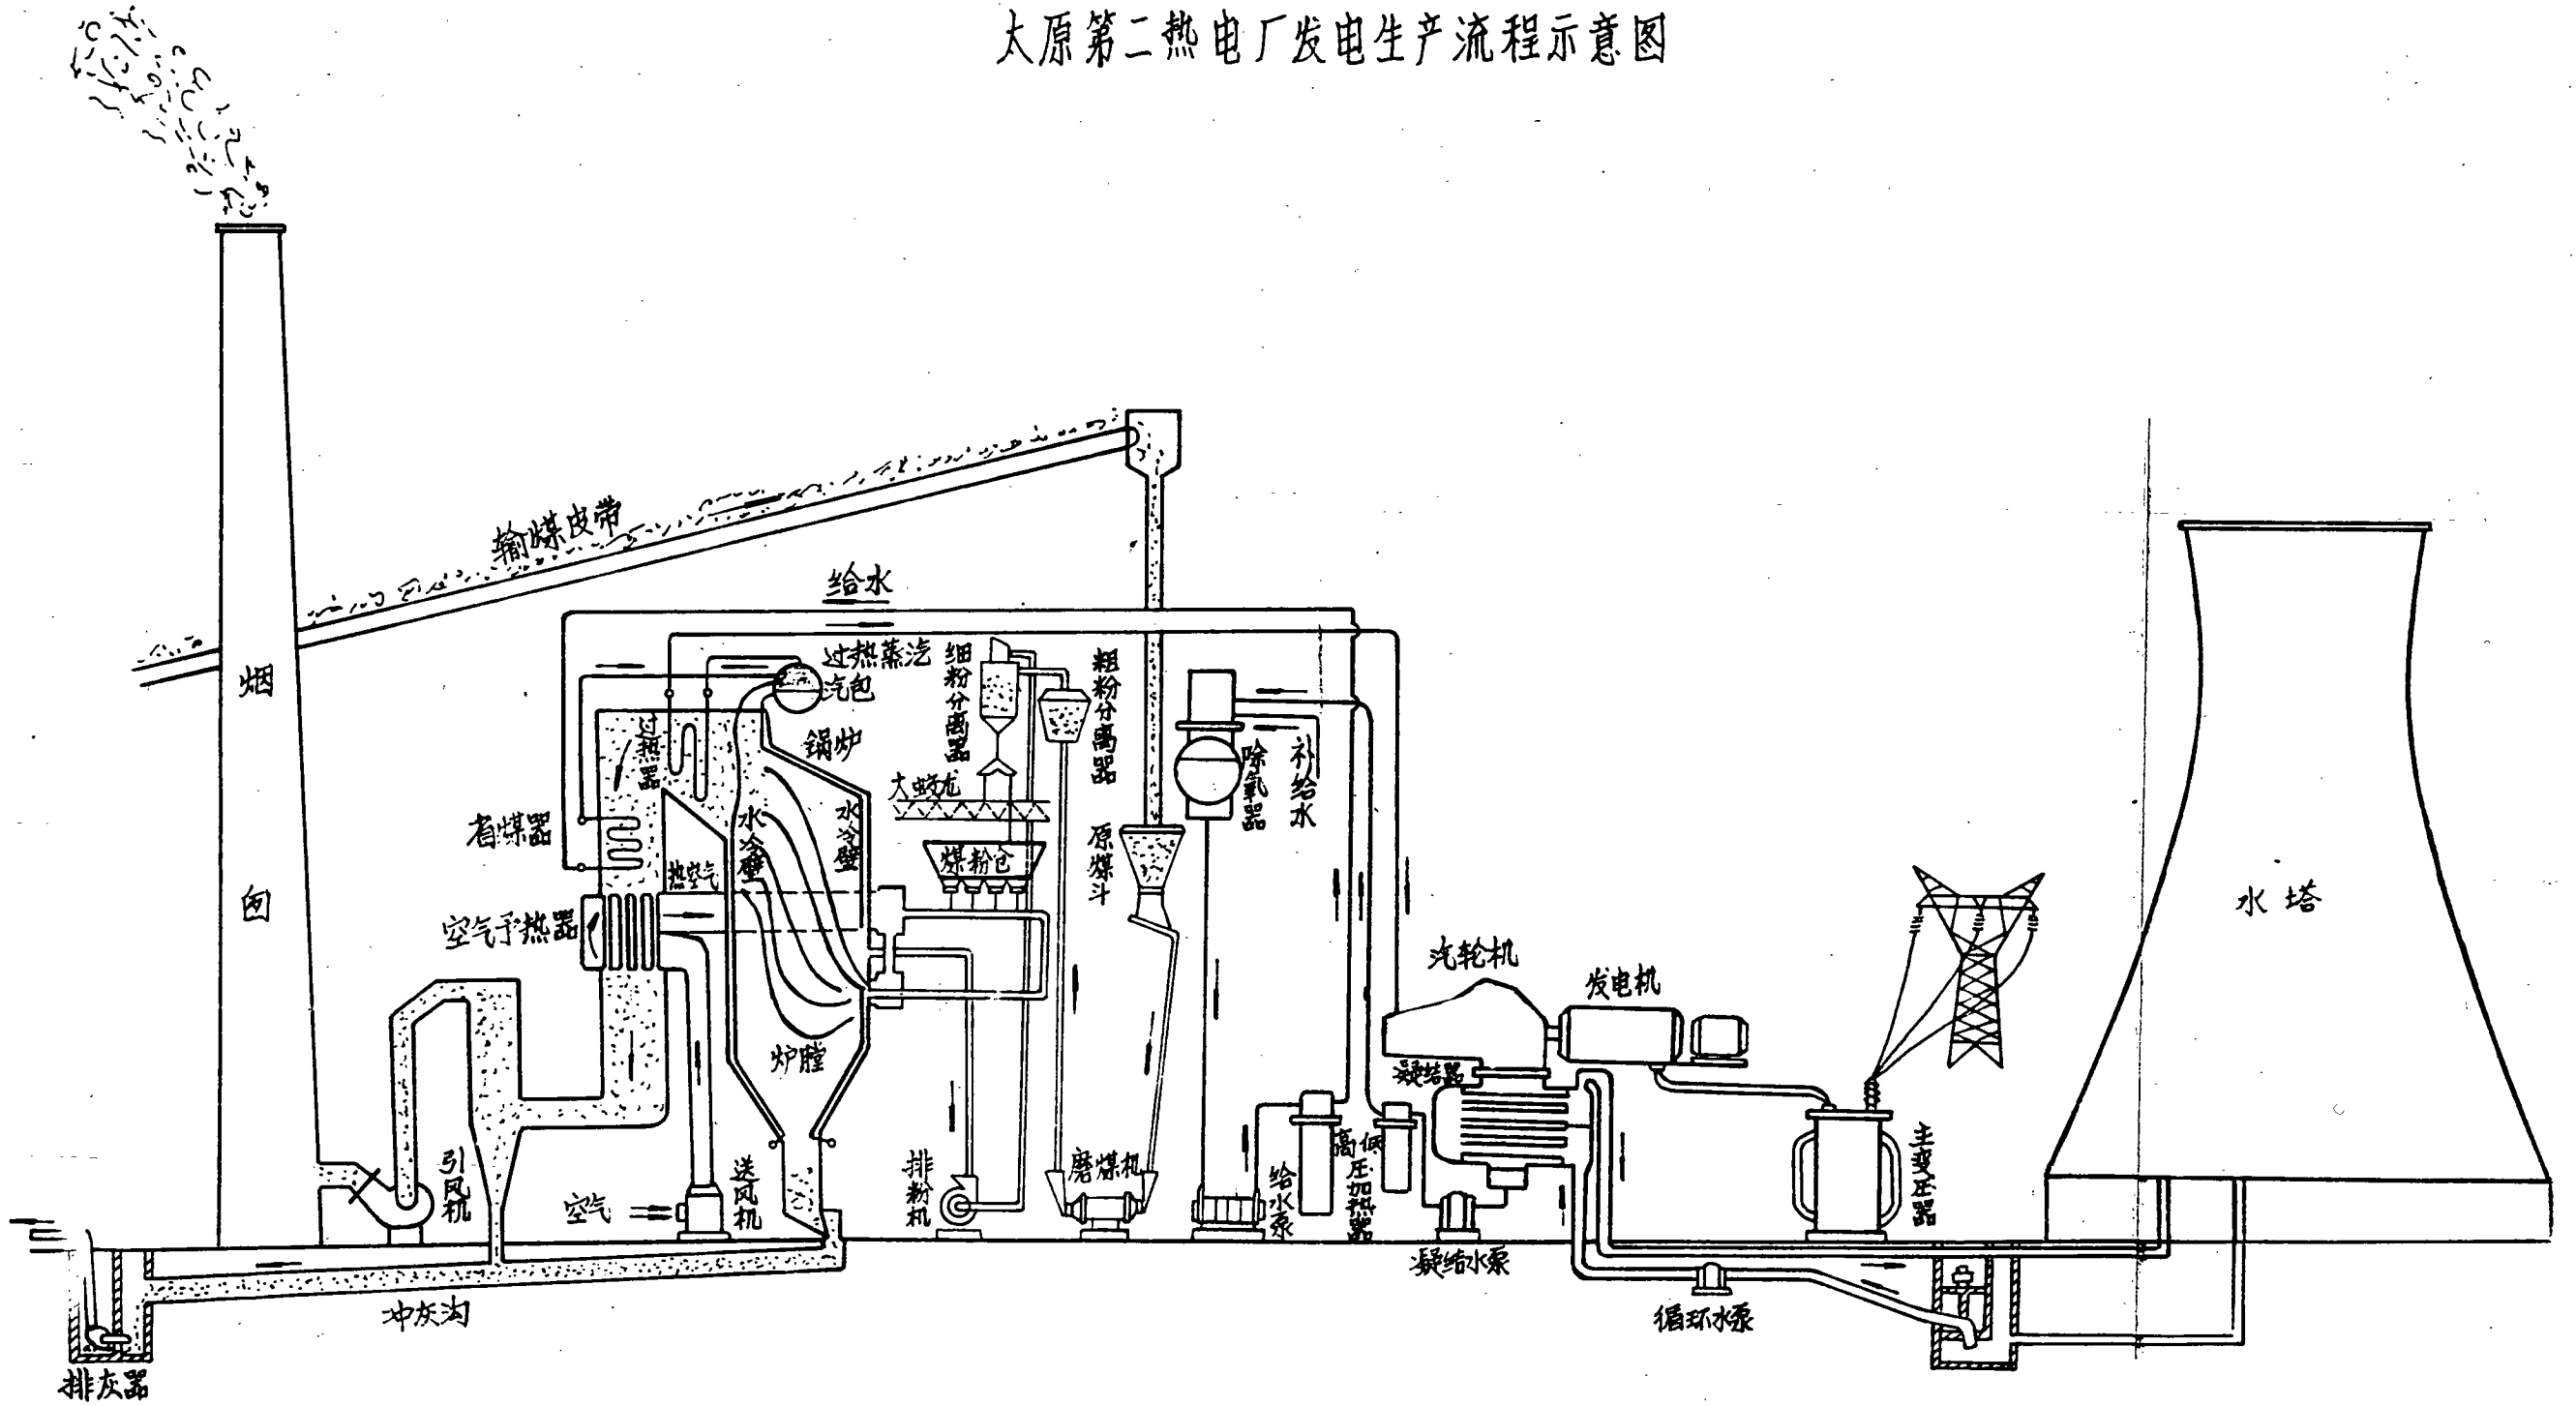 太原第二热电厂发电生产流程示意图
输煤皮带
给水
烟囱
过热蒸汽
汽包
细粉分离器
粗粉分离器
过热器
锅炉
除氧器
补给水
大蛟龙
省煤器
水冷壁
水冷壁
煤粉仓
原煤斗
热空气
水塔
空气予热器
汽轮机
发电机
炉膛
凝结器
引风机
送风机
排粉机
磨煤机
给水泵
高低压加热器
主变压器
空气
凝结水泵
冲灰沟
循环水泵
排灰器